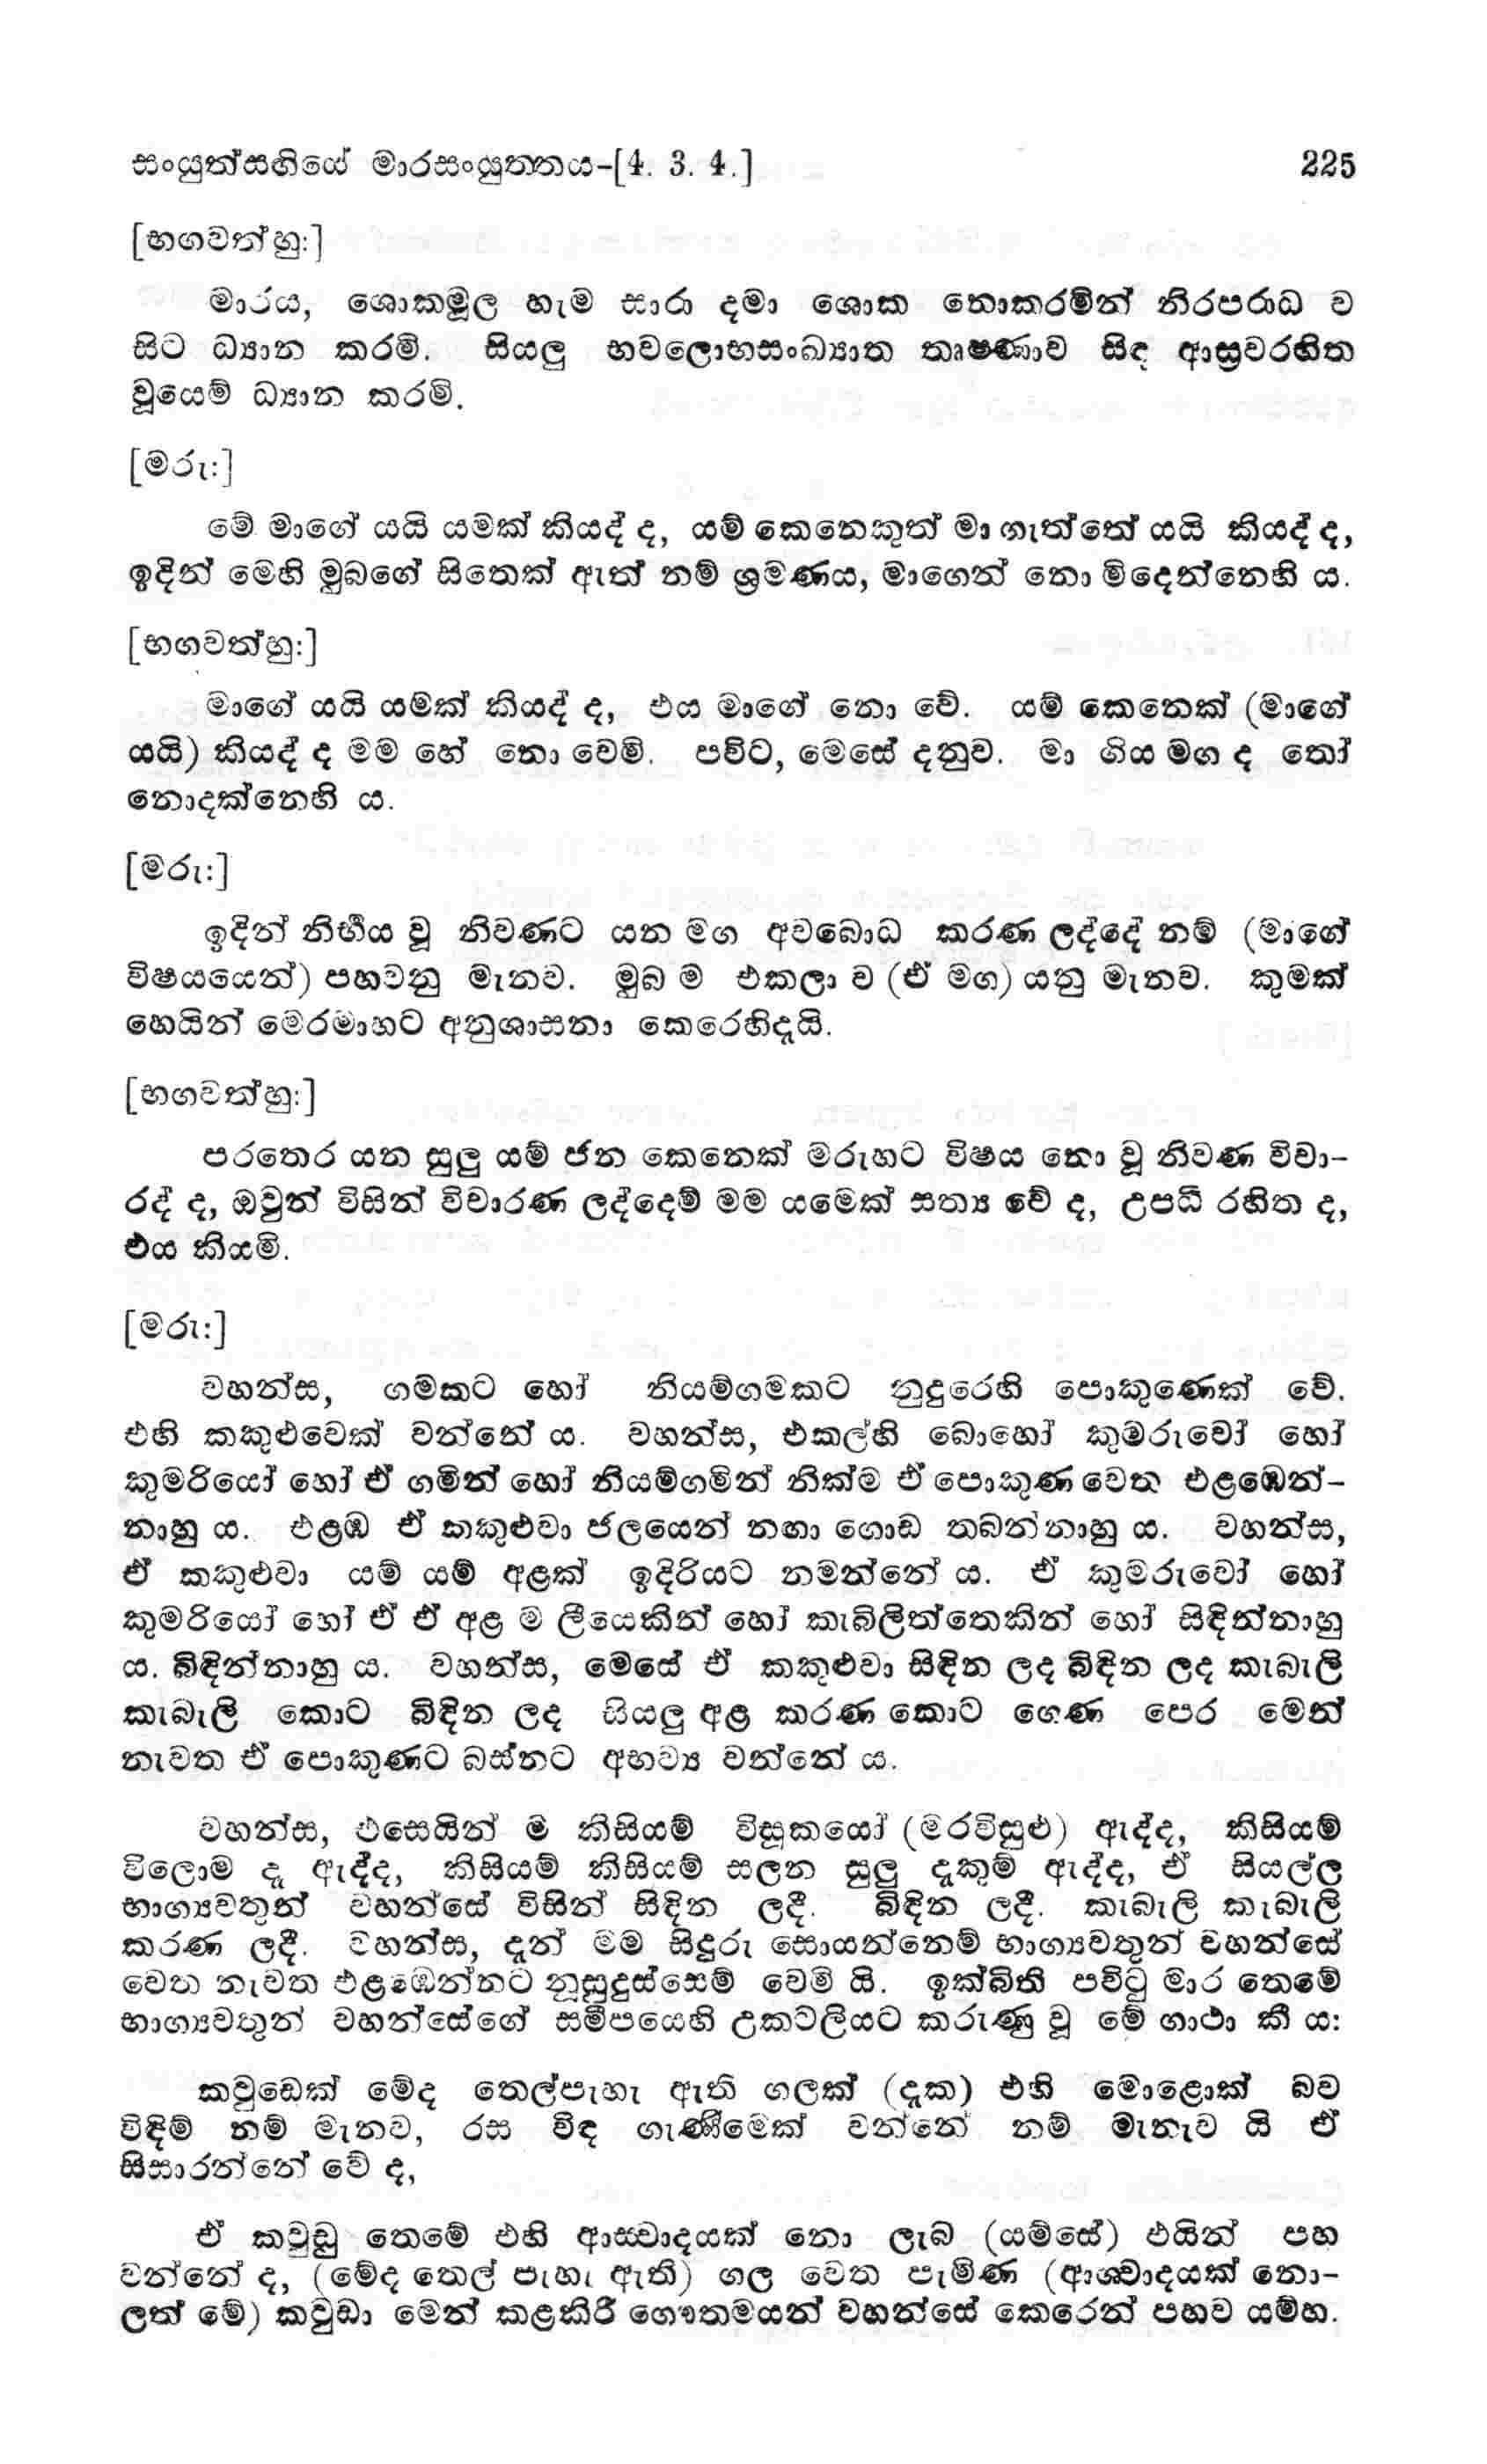 සංයුත්සඟියේ මාරසංයුත්තය-[4. 3. 4.] 225
[භගවත්හු:]
මාරය, ශොකමූල හැම සාරා දමා ශොක නොකරමින් නිරපරාධ ව
සිට ධ්‍යාන කරමි. සියලු භවලොභසංඛ්‍යාත තෘෂ්ණාව සිඳ ආස්‍රවරහිත
වූයෙම් ධ්‍යාන කරමි.
[මරු:]
මේ මාගේ යයි යමක් කියද් ද, යම් කෙනෙකුත් මා ගැත්තේ යයි කියද් ද,
ඉදින් මෙහි මුබගේ සිතෙක් ඇත් නම් ශ්‍රමණය, මාගෙන් නො මිදෙන්නෙහි ය.
[භගවත්හු:]
මාගේ යයි යමක් කියද් ද, එය මාගේ නො වේ. යම් කෙනෙක් (මාගේ
යයි) කියද් ද මම හේ නො වෙමි. පවිට, මෙසේ දනුව. මා ගිය මග ද තෝ
නොදක්නෙහි ය.
[මරු:]
ඉදින් නිර්භය වූ නිවණට යන මග අවබොධ කරණ ලද්දේ නම් (මාගේ
විෂයයෙන්) පහවනු මැනව. මුබ ම එකලා ව (ඒ මග) යනු මැනව. කුමක්
හෙයින් මෙරමාහට අනුශාසනා කෙරෙහිදැයි.
[භගවත්හු:]
පරතෙර යන සුලු යම් ජන කෙනෙක් මරුහට විෂය නො වූ නිවණ විචා-
රද් ද, ඔවුන් විසින් විචාරණ ලද්දෙම් මම යමෙක් සත්‍ය වේ ද, උපධි රහිත ද,
එය කියමි.
[මරු:]
වහන්ස, ගමකට හෝ නියම්ගමකට නුදුරෙහි පොකුණෙක් වේ.
එහි කකුළුවෙක් වන්නේ ය. වහන්ස, එකල්හි බොහෝ කුමරුවෝ හෝ
කුමරියෝ හෝ ඒ ගමින් හෝ නියම්ගමින් නික්ම ඒ පොකුණ වෙත එළඹෙන්-
නාහු ය. එළඹ ඒ කකුළුවා ජලයෙන් නඟා ගොඩ තබන්නාහු ය. වහන්ස,
ඒ කකුළුවා යම් යම් අළක් ඉදිරියට නමන්නේ ය. ඒ කුමරුවෝ හෝ
කුමරියෝ හෝ ඒ ඒ අළ ම ලීයෙකින් හෝ කැබිලිත්තෙකින් හෝ සිඳින්නාහු
ය. බිඳින්නාහු ය. වහන්ස, මෙසේ ඒ කකුළුවා සිඳින ලද බිඳින ලද කැබැලි
කැබැලි කොට බිඳින ලද සියලු අළ කරණ කොට ගෙණ පෙර මෙන්
නැවත ඒ පොකුණට බස්නට අභව්‍ය වන්නේ ය.
වහන්ස, එසෙයින් ම කිසියම් විසූකයෝ (මරවිසුළු) ඇද්ද, කිසියම්
විලොම දෑ ඇද්ද, කිසියම් කිසියම් සලන සුලු දැකුම් ඇද්ද, ඒ සියල්ල
භාග්‍යවතුන් වහන්සේ විසින් සිඳින ලදී. බිඳින ලදී. කැබැලි කැබැලි
කරණ ලදී. වහන්ස, දැන් මම සිදුරු සොයන්නෙම් භාග්‍යවතුන් වහන්සේ
වෙත නැවත එළඹෙන්නට නුසුදුස්සෙම් වෙමි යි. ඉක්බිති පවිටු මාර තෙමේ
භාග්‍යවතුන් වහන්සේගේ සමීපයෙහි උකටලියට කරුණු වූ මේ ගාථා කී ය:
කවුඩෙක් මේද තෙල්පැහැ ඇති ගලක් (දැක) එහි මොළොක් බව
විඳිම් නම් මැනව, රස විඳ ගැණීමෙක් වන්නේ නම් මැනැව යි ඒ
සිසාරන්නේ වේ ද,
ඒ කවුඩු තෙමේ එහි ආස්වාදයක් නො ලැබ (යම්සේ) එයින් පහ
වන්නේ ද, (මේද තෙල් පැහැ ඇති) ගල වෙත පැමිණ (ආශ්වාදයක් නො-
ලත් මේ) කවුඩා මෙන් කළකිරී ගෞතමයන් වහන්සේ කෙරෙන් පහව යම්හ.